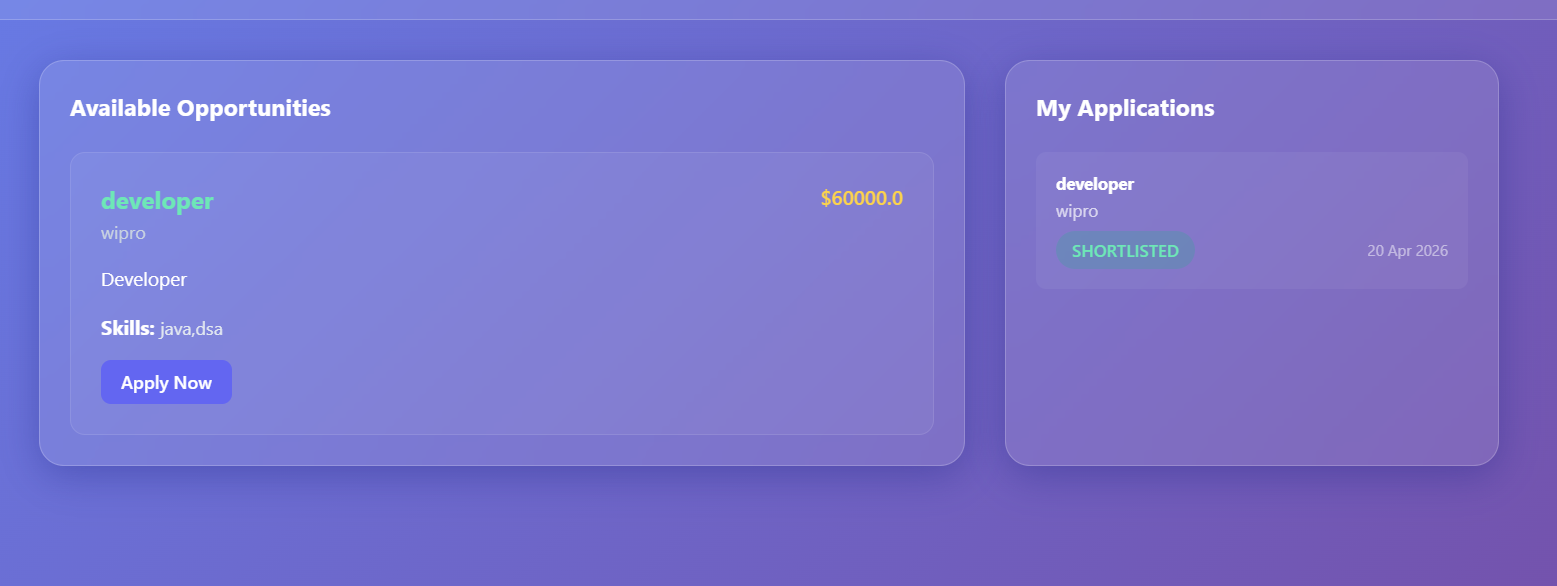 Available Opportunities
developer
$60000.0
wipro
Developer
Skills: java,dsa
Apply Now
My Applications
developer
wipro
SHORTLISTED
20 Apr 2026